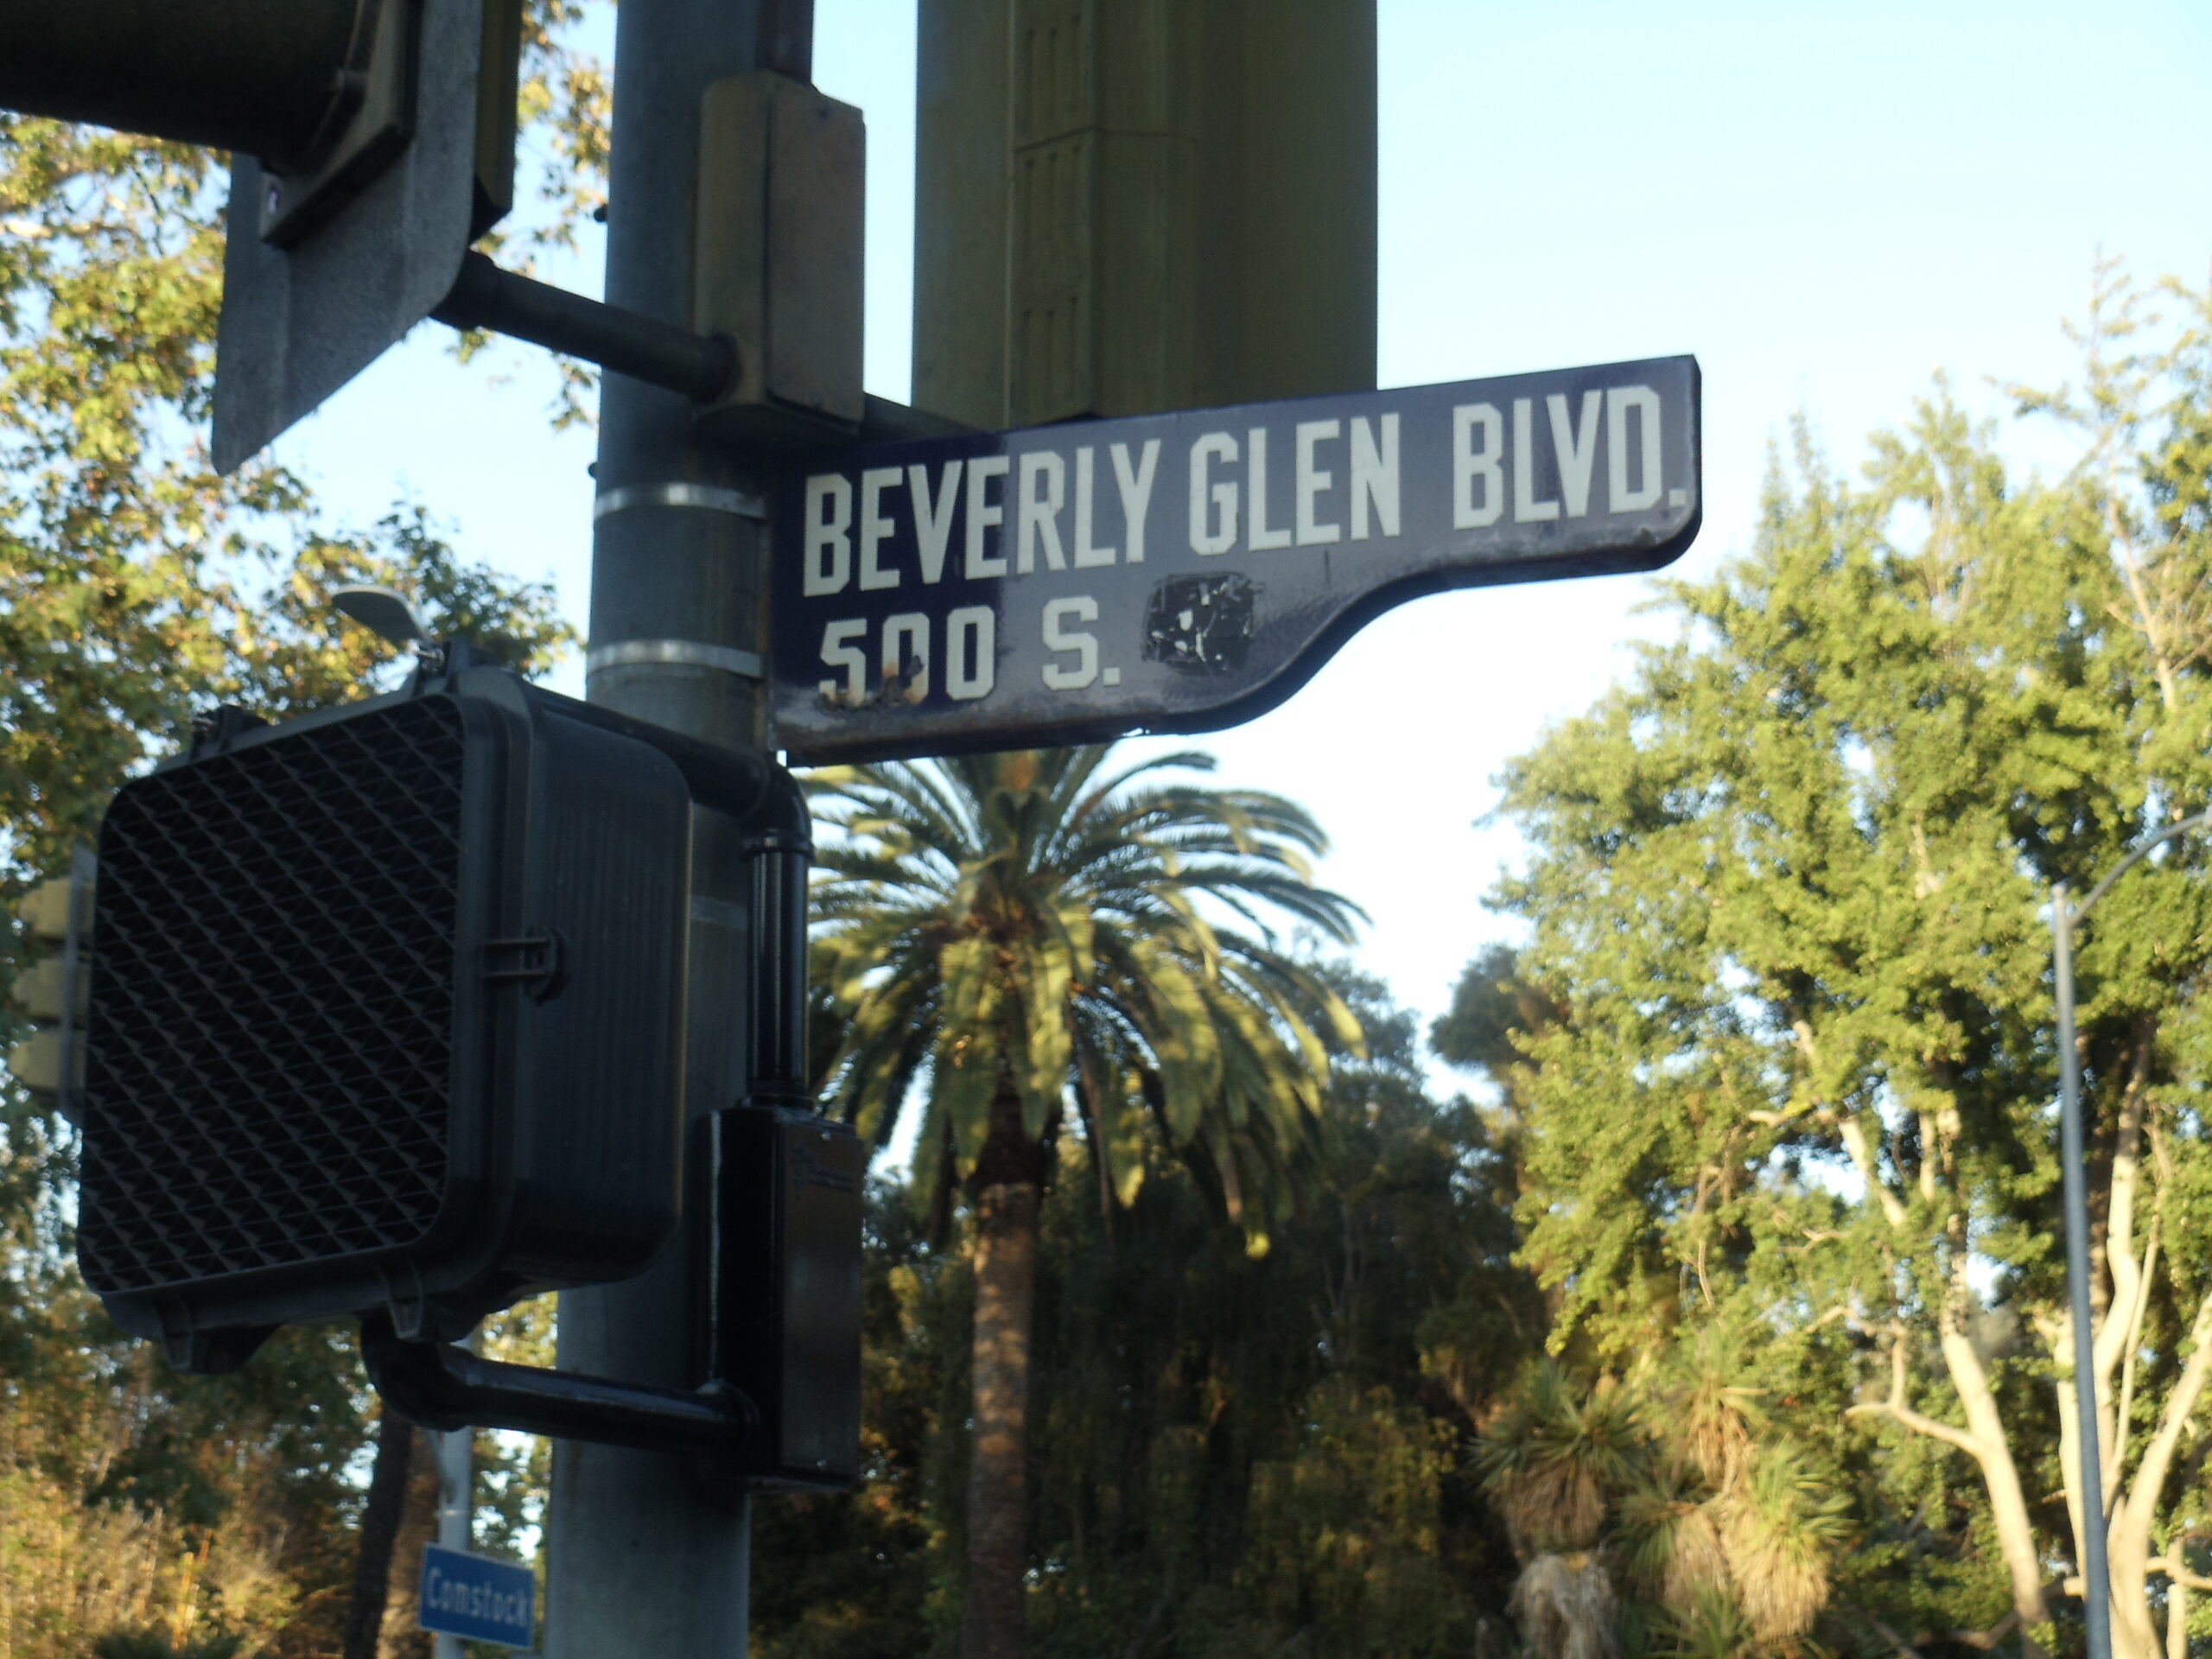 BEVERLY GLEN BLVD.
500 S.
Comstock